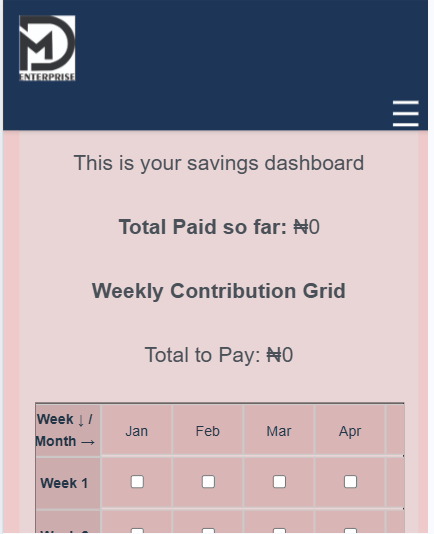 MD
ENTERPRISE
This is your savings dashboard
Total Paid so far: ₦0
Weekly Contribution Grid
Total to Pay: ₦0
Week ↓ /
Month → Jan Feb Mar Apr
Week 1